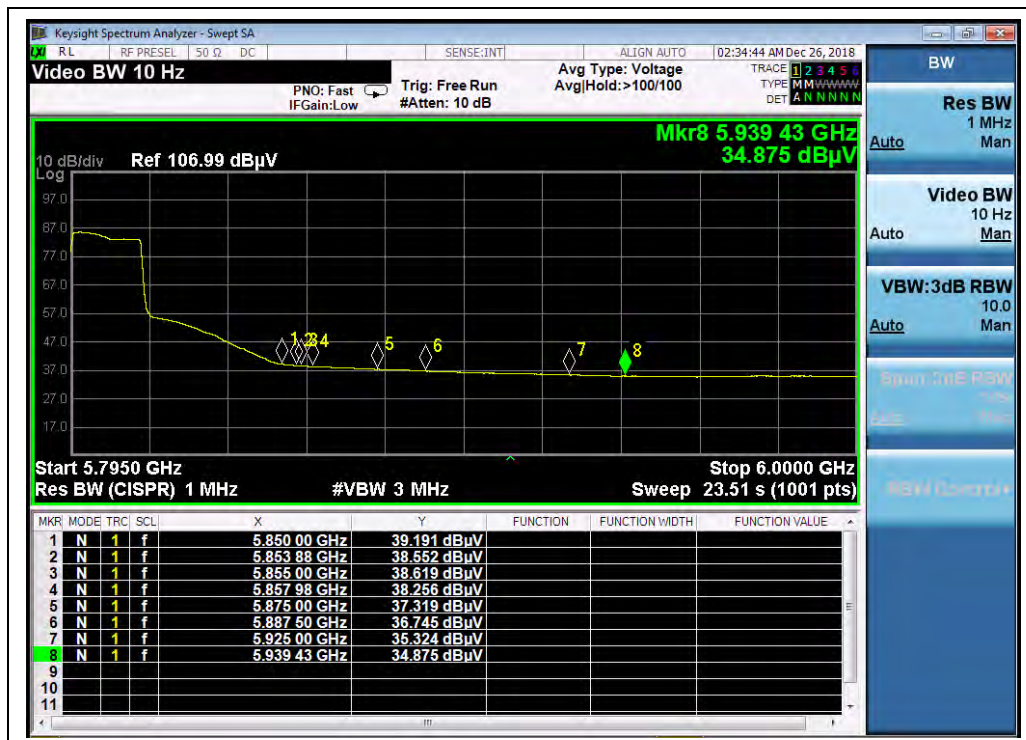 Keysight Spectrum Analyzer - Swept SA
LXI RL RF PRESEL 50 Ω DC SENSE:INT ALIGN AUTO 02:34:44 AM Dec 26, 2018
Video BW 10 Hz
PNO: Fast
IFGain:Low
Trig: Free Run
#Atten: 10 dB
Avg Type: Voltage
Avg|Hold:>100/100
TRACE 1 2 3 4 5 6
TYPE M M W W W W
DET A N N N N N
Mkr8 5.939 43 GHz
34.875 dBµV
10 dB/div Ref 106.99 dBµV
Log
97.0
87.0
77.0
67.0
57.0
47.0
37.0
27.0
17.0
1 2 3 4 5 6 7 8
Start 5.7950 GHz Stop 6.0000 GHz
Res BW (CISPR) 1 MHz #VBW 3 MHz Sweep 23.51 s (1001 pts)
MKR MODE TRC SCL X Y FUNCTION FUNCTION WIDTH FUNCTION VALUE
1 N 1 f 5.850 00 GHz 39.191 dBµV
2 N 1 f 5.853 88 GHz 38.552 dBµV
3 N 1 f 5.855 00 GHz 38.619 dBµV
4 N 1 f 5.857 98 GHz 38.256 dBµV
5 N 1 f 5.875 00 GHz 37.319 dBµV
6 N 1 f 5.887 50 GHz 36.745 dBµV
7 N 1 f 5.925 00 GHz 35.324 dBµV
8 N 1 f 5.939 43 GHz 34.875 dBµV
9
10
11
BW
Res BW
1 MHz
Auto Man
Video BW
10 Hz
Auto Man
VBW:3dB RBW
10.0
Auto Man